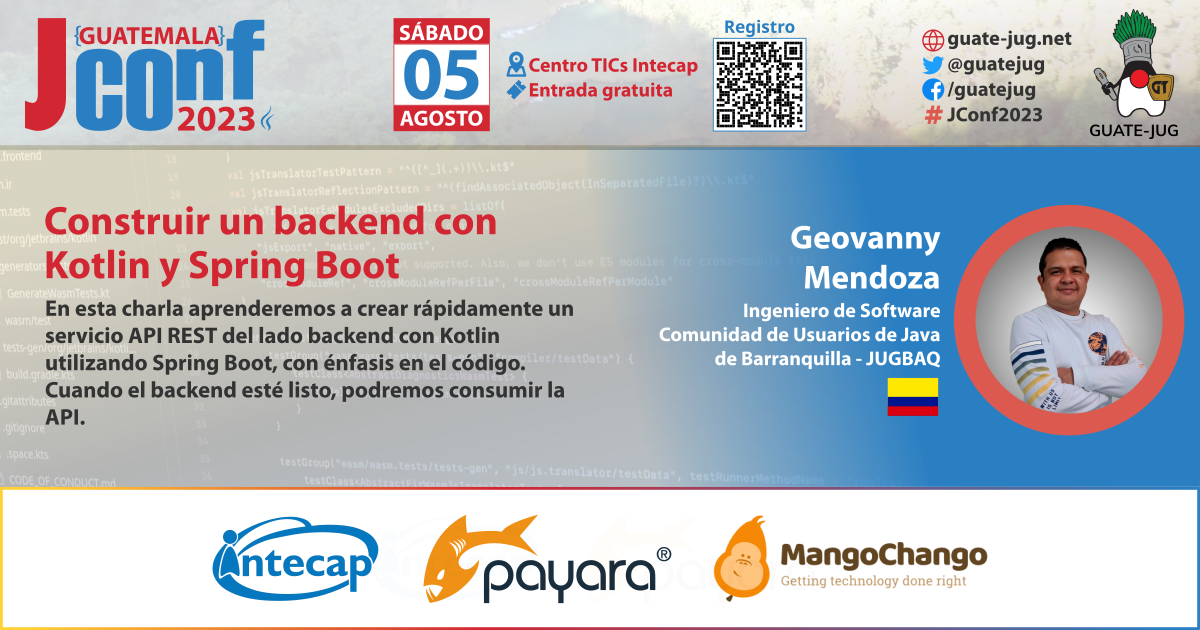 {GUATEMALA}
JConf
2023
SÁBADO
05
AGOSTO
Centro TICs Intecap
Entrada gratuita
Registro
guate-jug.net
@guatejug
/guatejug
# JConf2023
GT
GUATE-JUG
Construir un backend con
Kotlin y Spring Boot
En esta charla aprenderemos a crear rápidamente un
servicio API REST del lado backend con Kotlin
utilizando Spring Boot, con énfasis en el código.
Cuando el backend esté listo, podremos consumir la
API.
Geovanny
Mendoza
Ingeniero de Software
Comunidad de Usuarios de Java
de Barranquilla - JUGBAQ
intecap
payara®
MangoChango
Getting technology done right